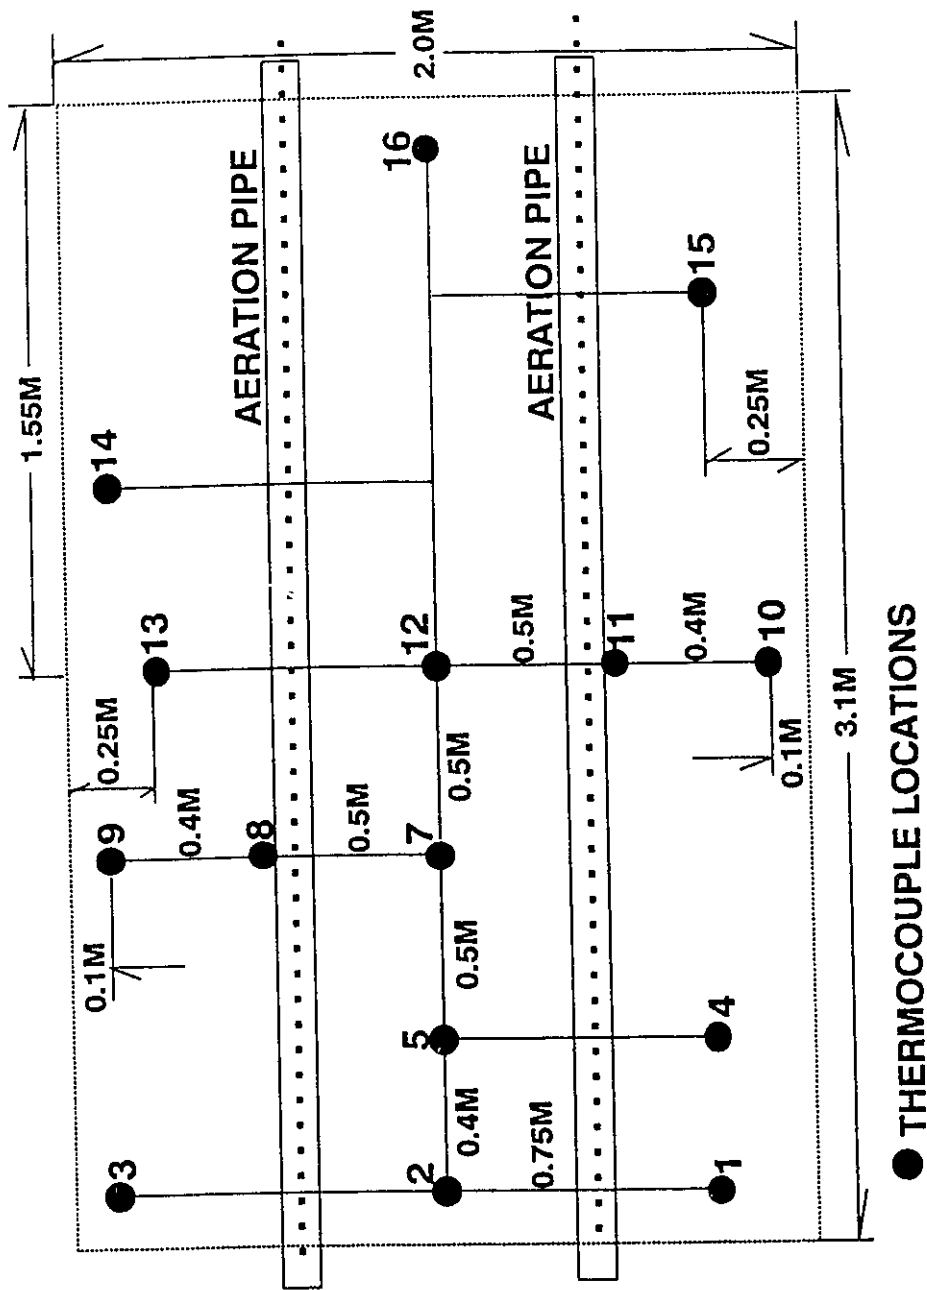 1.55M
2.0M
14
16
AERATION PIPE
0.25M
13
9
0.4M
8
0.1M
0.5M
12
7
0.5M
0.5M
AERATION PIPE
15
0.25M
0.5M
11
0.4M
10
0.1M
3
5
0.4M
2
0.75M
4
1
3.1M
THERMOCOUPLE LOCATIONS